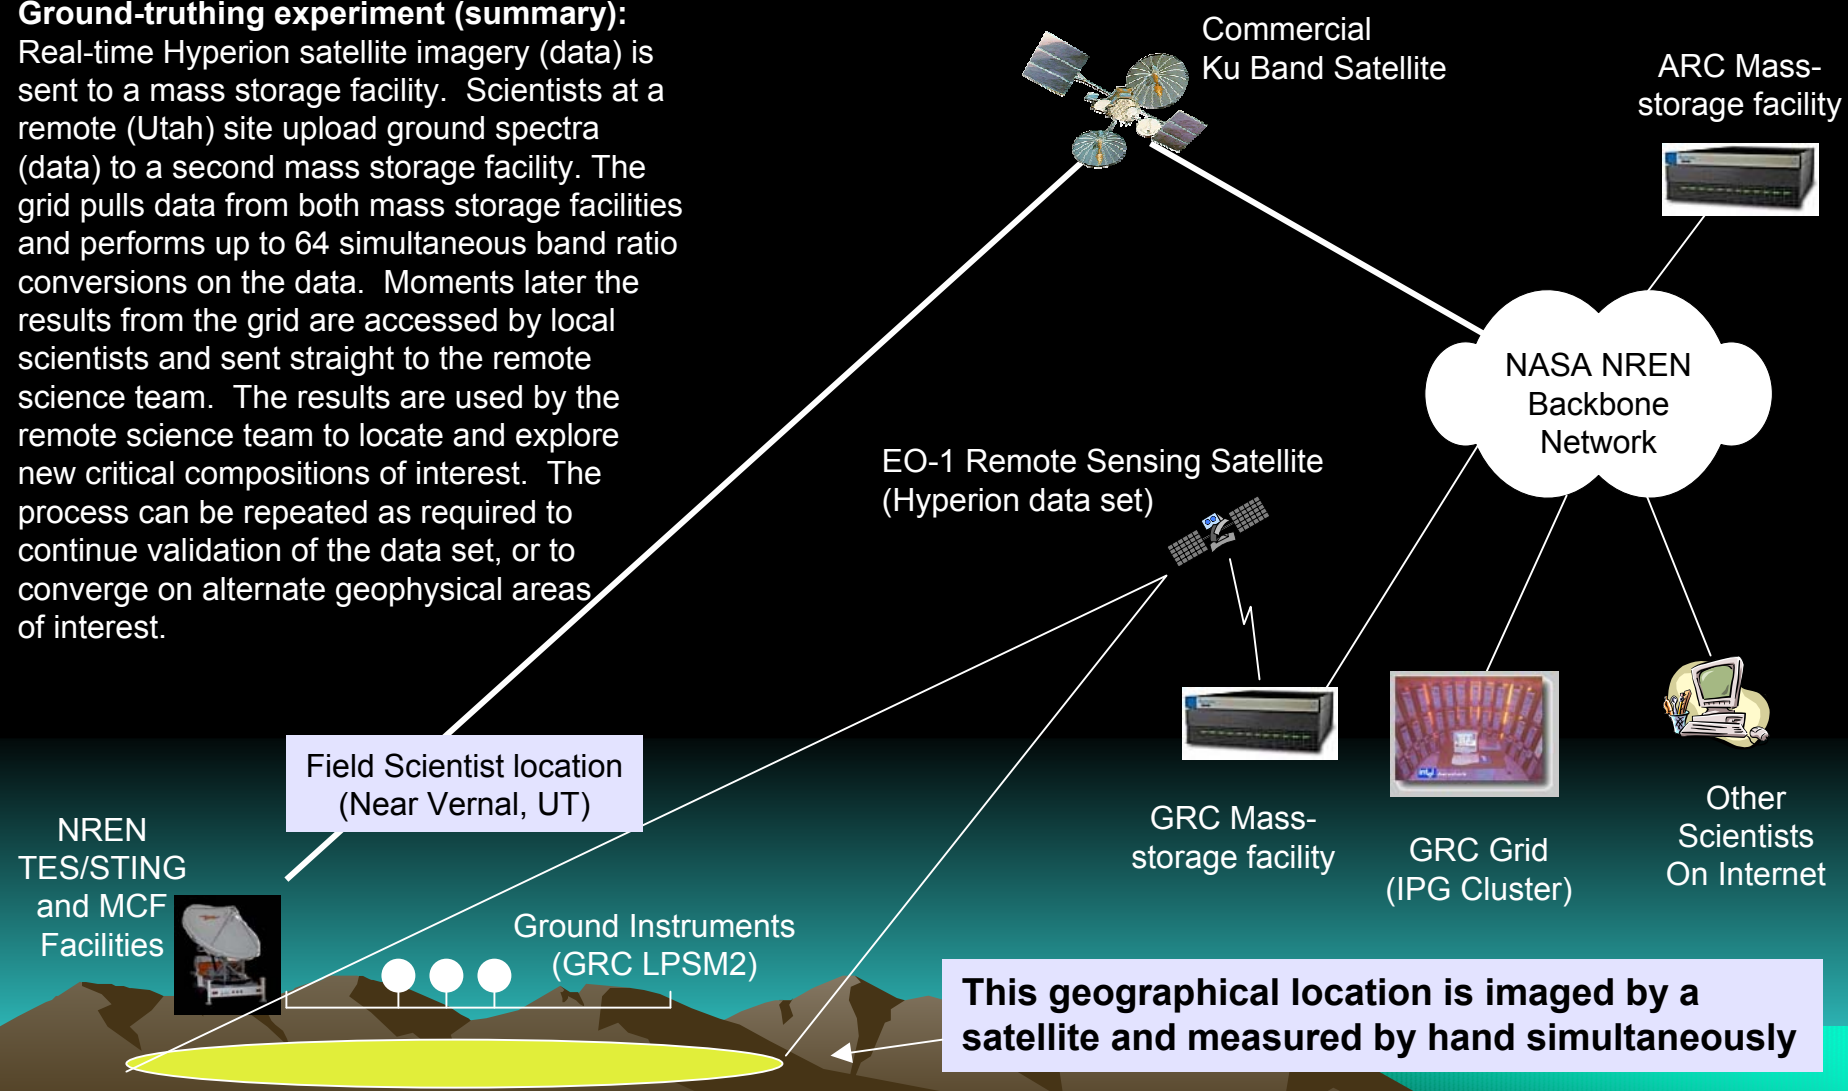 Ground-truthing experiment (summary):
Real-time Hyperion satellite imagery (data) is
sent to a mass storage facility.  Scientists at a
remote (Utah) site upload ground spectra
(data) to a second mass storage facility. The
grid pulls data from both mass storage facilities
and performs up to 64 simultaneous band ratio
conversions on the data.  Moments later the
results from the grid are accessed by local
scientists and sent straight to the remote
science team.  The results are used by the
remote science team to locate and explore
new critical compositions of interest.  The
process can be repeated as required to
continue validation of the data set, or to
converge on alternate geophysical areas
of interest.
Commercial
Ku Band Satellite
ARC Mass-
storage facility
NASA NREN
Backbone
Network
EO-1 Remote Sensing Satellite
(Hyperion data set)
Field Scientist location
(Near Vernal, UT)
NREN
TES/STING
and MCF
Facilities
Ground Instruments
(GRC LPSM2)
GRC Mass-
storage facility
GRC Grid
(IPG Cluster)
Other
Scientists
On Internet
This geographical location is imaged by a
satellite and measured by hand simultaneously